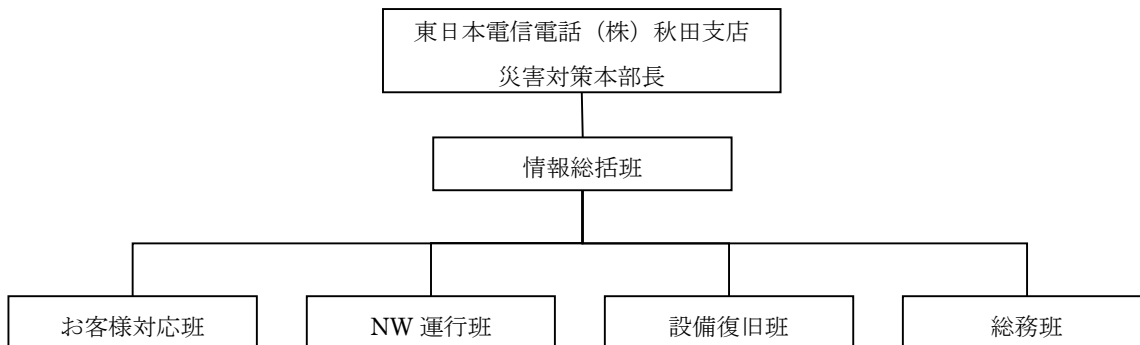 東日本電信電話（株）秋田支店
災害対策本部長
情報総括班
お客様対応班
NW 運行班
設備復旧班
総務班